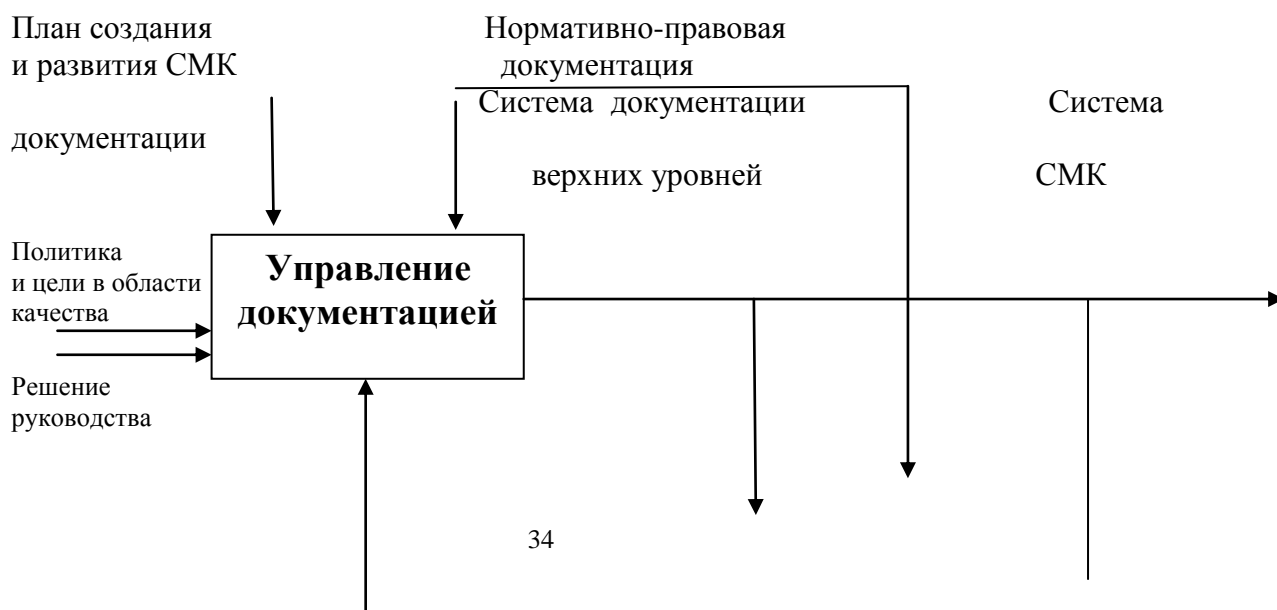 План создания Нормативно-правовая
и развития СМК документация
Система документации Система
документации
верхних уровней СМК
Политика
и цели в области
качества
Управление
документацией
Решение
руководства
34